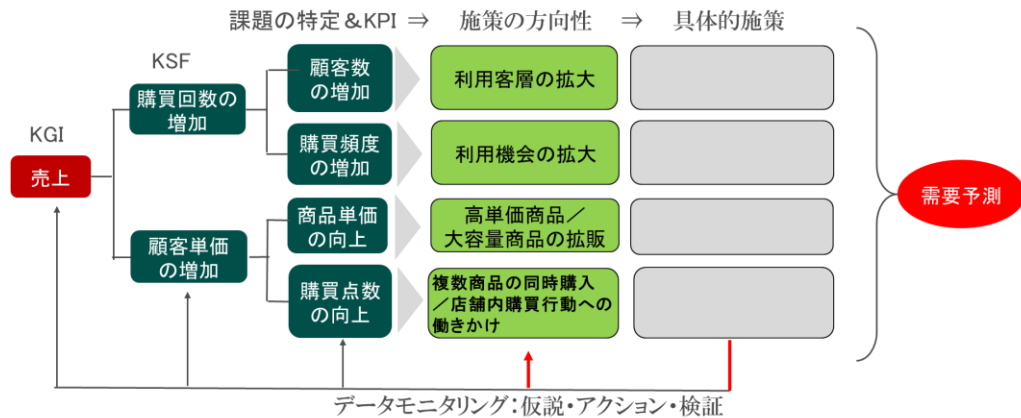 課題の特定&KPI ⇒ 施策の方向性 ⇒ 具体的施策
KSF
KGI
売上
購買回数の
増加
顧客単価
の増加
顧客数
の増加
購買頻度
の増加
商品単価
の向上
購買点数
の向上
利用客層の拡大
利用機会の拡大
高単価商品／
大容量商品の拡販
複数商品の同時購入
／店舗内購買行動への
働きかけ
需要予測
データモニタリング：仮説・アクション・検証